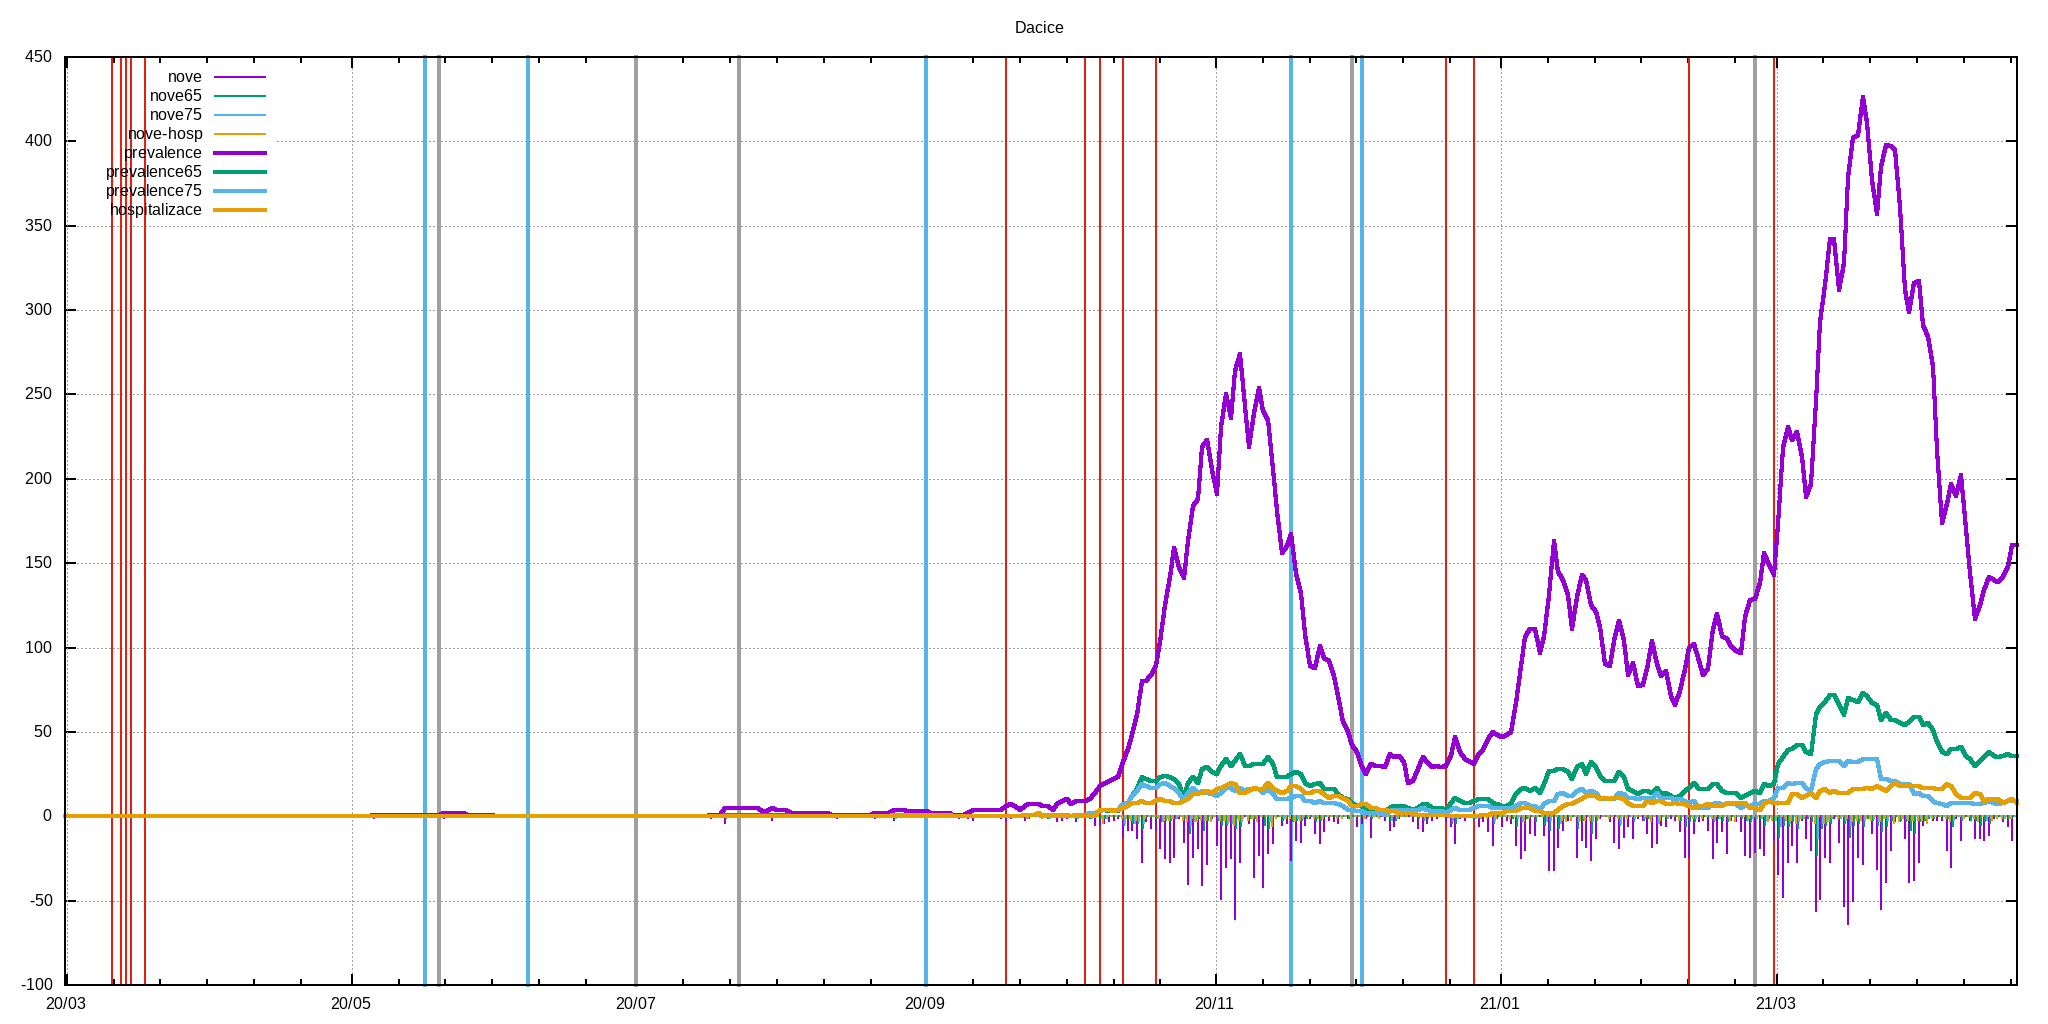 Dacice
450
400
350
300
250
200
150
100
50
0
-50
-100
nove
nove65
nove75
nove-hosp
prevalence
prevalence65
prevalence75
hospitalizace
20/03 20/05 20/07 20/09 20/11 21/01 21/03